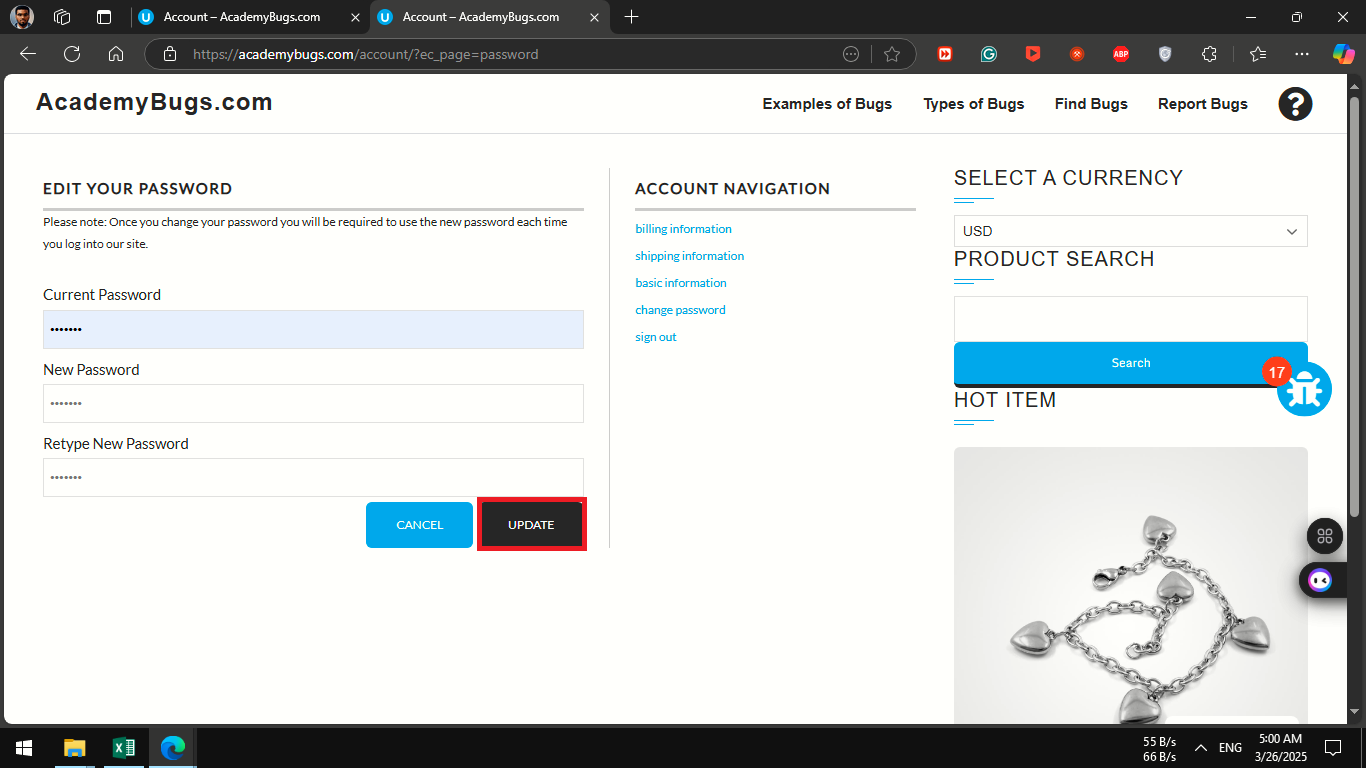 Account – AcademyBugs.com
Account – AcademyBugs.com
https://academybugs.com/account/?ec_page=password
ABP
AcademyBugs.com
Examples of Bugs
Types of Bugs
Find Bugs
Report Bugs
?
EDIT YOUR PASSWORD
Please note: Once you change your password you will be required to use the new password each time
you log into our site.
Current Password
•••••••
New Password
•••••••
Retype New Password
•••••••
CANCEL
UPDATE
ACCOUNT NAVIGATION
billing information
shipping information
basic information
change password
sign out
SELECT A CURRENCY
USD
PRODUCT SEARCH
Search
17
HOT ITEM
55 B/s
66 B/s
ENG
5:00 AM
3/26/2025